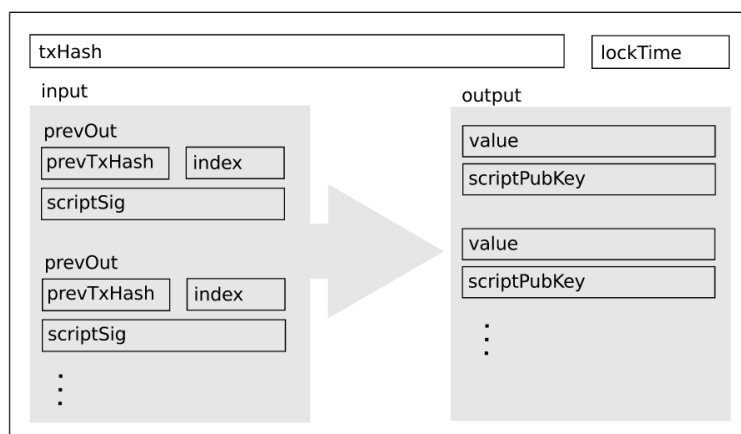 txHash
lockTime
input
prevOut
prevTxHash index
scriptSig
prevOut
prevTxHash index
scriptSig
output
value
scriptPubKey
value
scriptPubKey